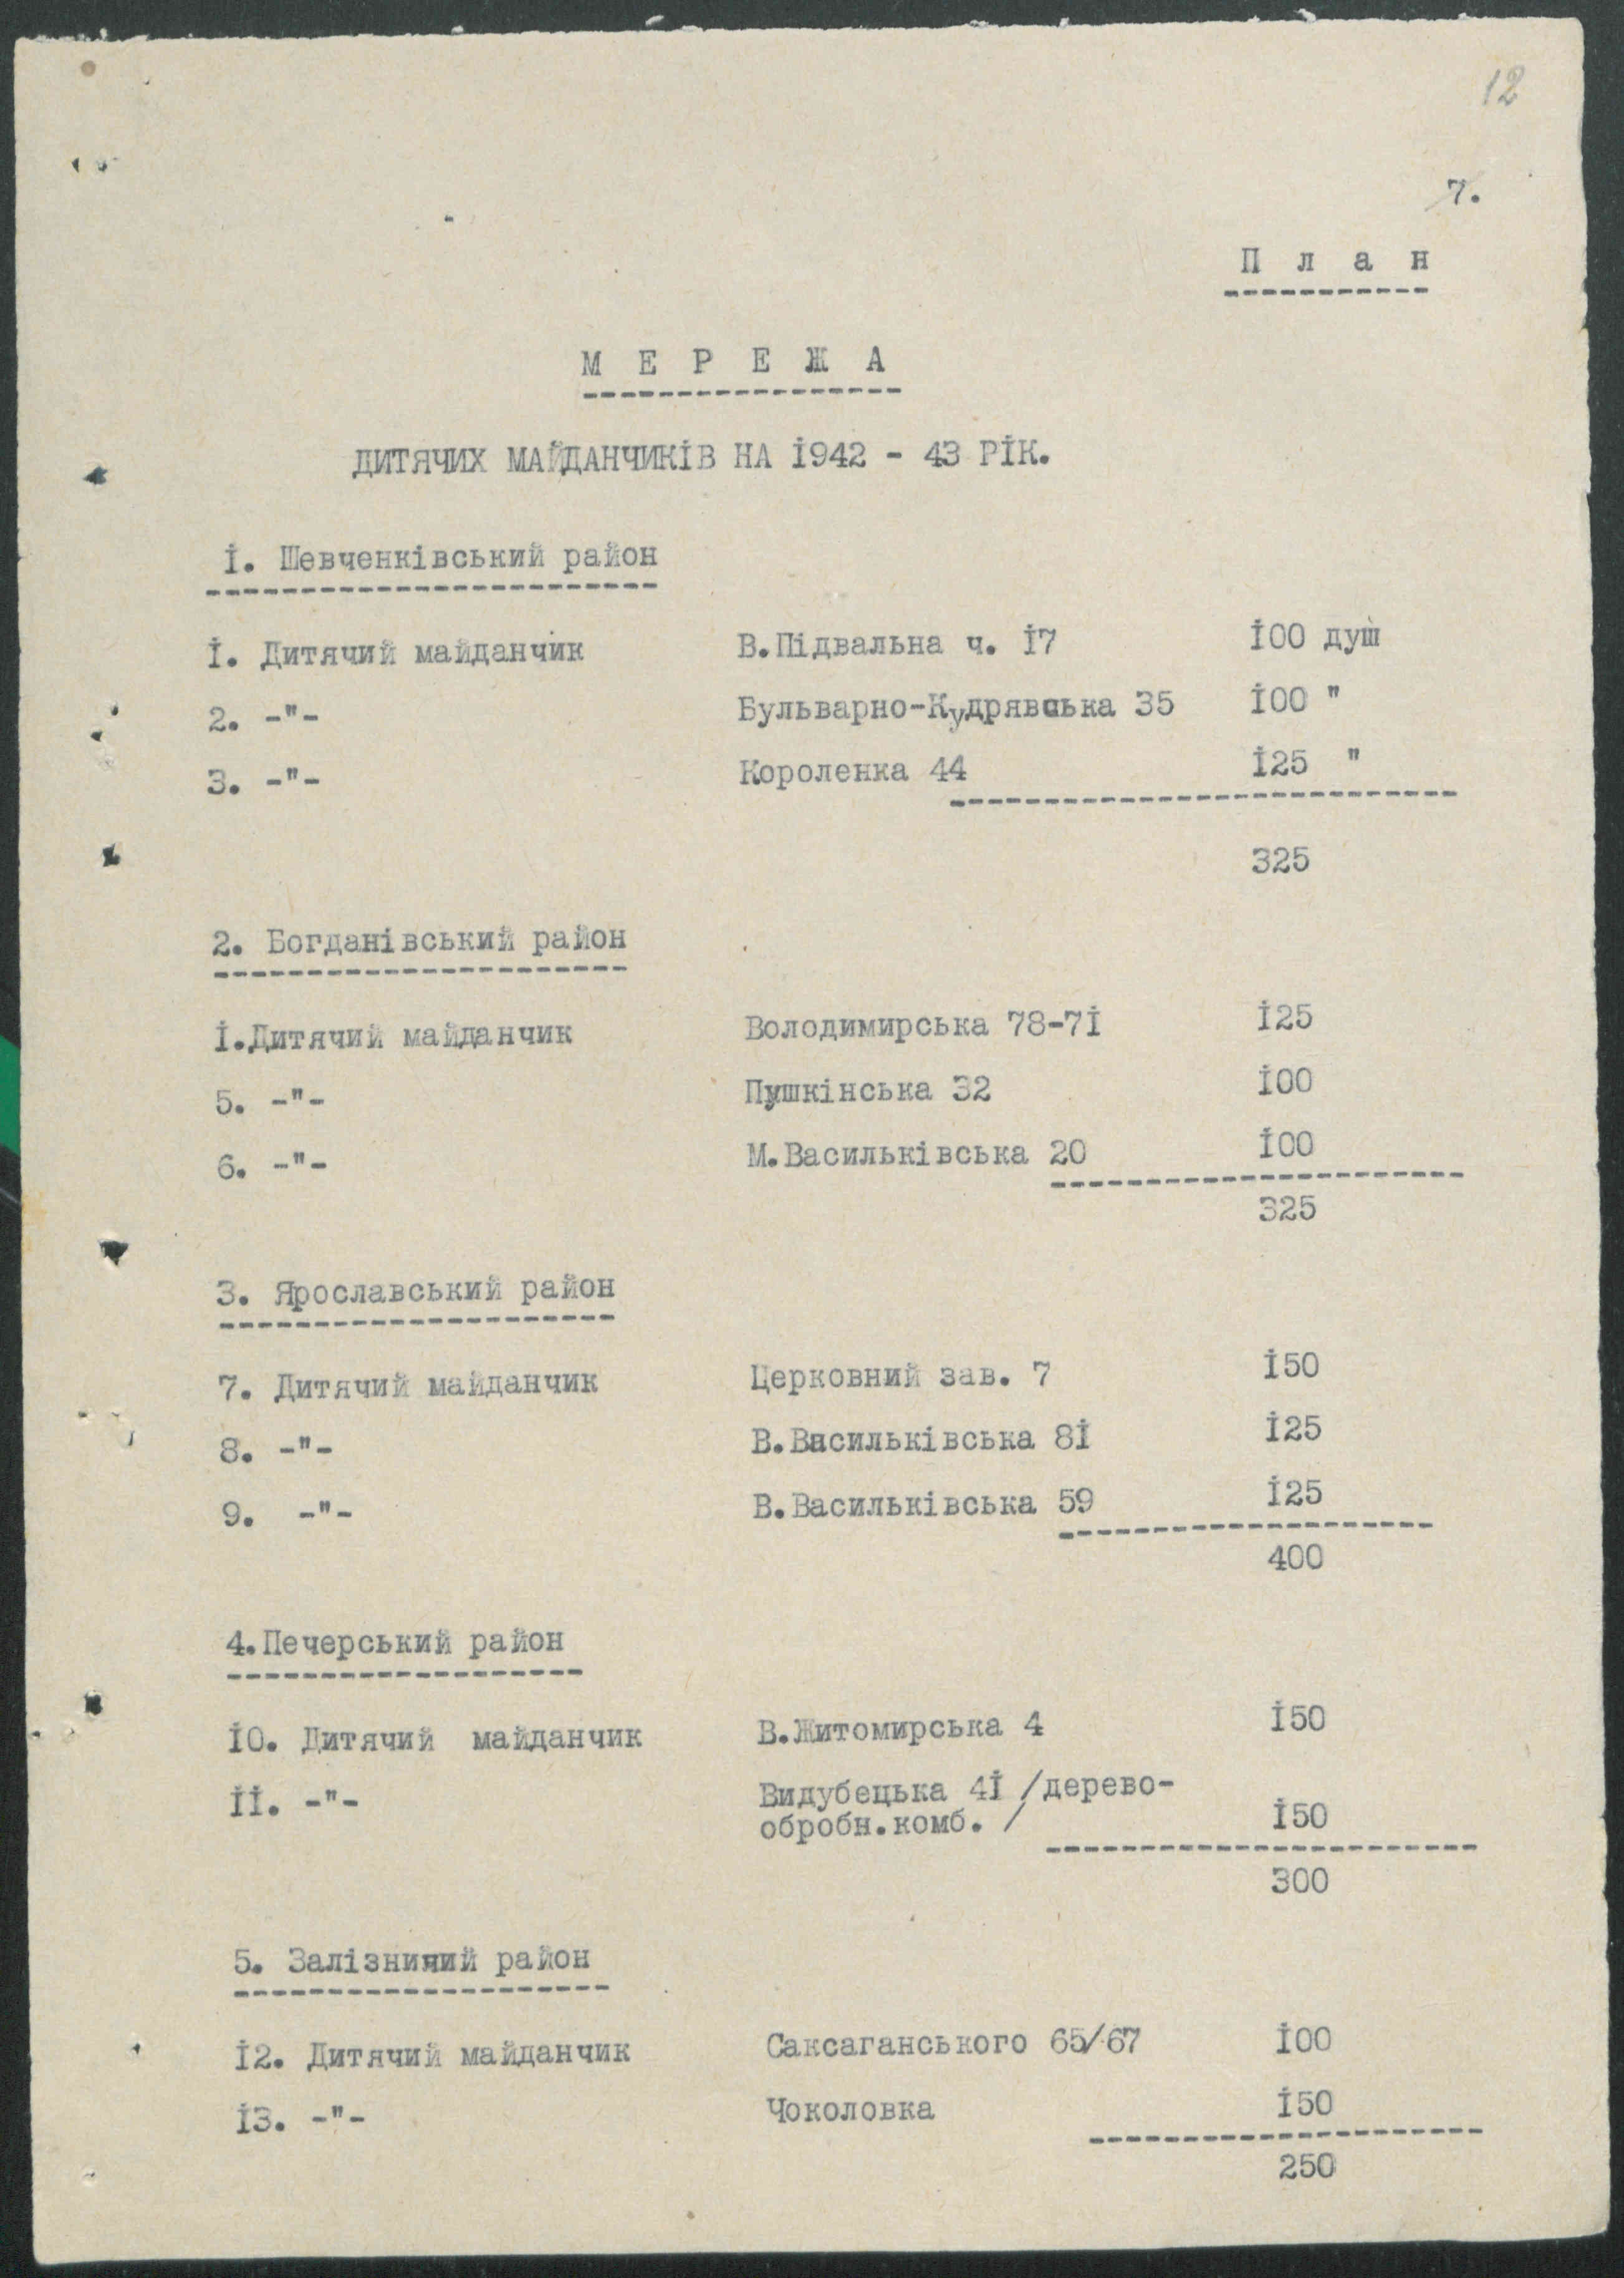 12
7.
П л а н
М Е Р Е Ж А
ДИТЯЧИХ МАЙДАНЧИКІВ НА І942 - 43 РІК.
І. Шевченківський район
І. Дитячий майданчик В.Підвальна ч. І7 І00 душ
2. -"- Бульварно-Кудрявська 35 І00 "
3. -"- Короленка 44 І25 "
325
2. Богданівський район
І.Дитячий майданчик Володимирська 78-7І І25
5. -"- Пушкінська 32 І00
6. -"- М.Васильківська 20 І00
325
3. Ярославський район
7. Дитячий майданчик Церковний зав. 7 І50
8. -"- В.Васильківська 8І І25
9. -"- В.Васильківська 59 І25
400
4.Печерський район
І0. Дитячий майданчик В.Житомирська 4 І50
ІІ. -"- Видубецька 4І /дерево-
обробн.комб. / І50
300
5. Залізничий район
І2. Дитячий майданчик Саксаганського 65/67 І00
І3. -"- Чоколовка І50
250